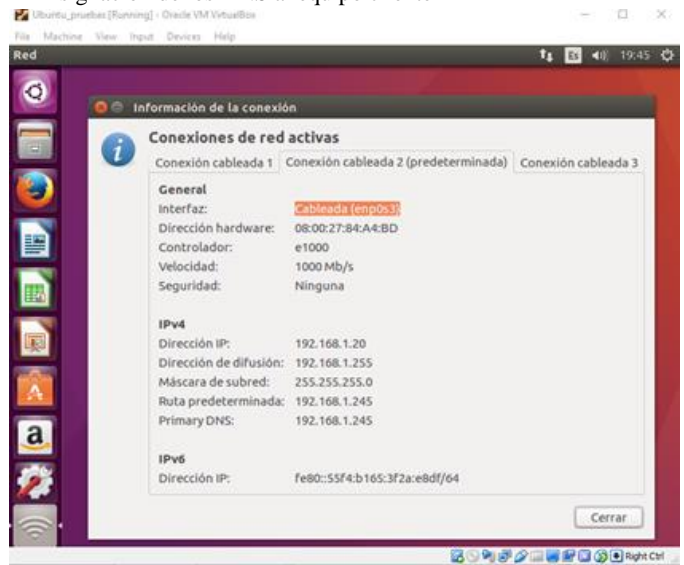 Ubuntu_pruebas [Running] - Oracle VM VirtualBox
File Machine View Input Devices Help
Red
Es
19:45
Información de la conexión
Conexiones de red activas
Conexión cableada 1
Conexión cableada 2 (predeterminada)
Conexión cableada 3
General
Interfaz: Cableada (enp0s3)
Dirección hardware: 08:00:27:84:A4:BD
Controlador: e1000
Velocidad: 1000 Mb/s
Seguridad: Ninguna
IPv4
Dirección IP: 192.168.1.20
Dirección de difusión: 192.168.1.255
Máscara de subred: 255.255.255.0
Ruta predeterminada: 192.168.1.245
Primary DNS: 192.168.1.245
IPv6
Dirección IP: fe80::55f4:b165:3f2a:e8df/64
Cerrar
a
Right Ctrl